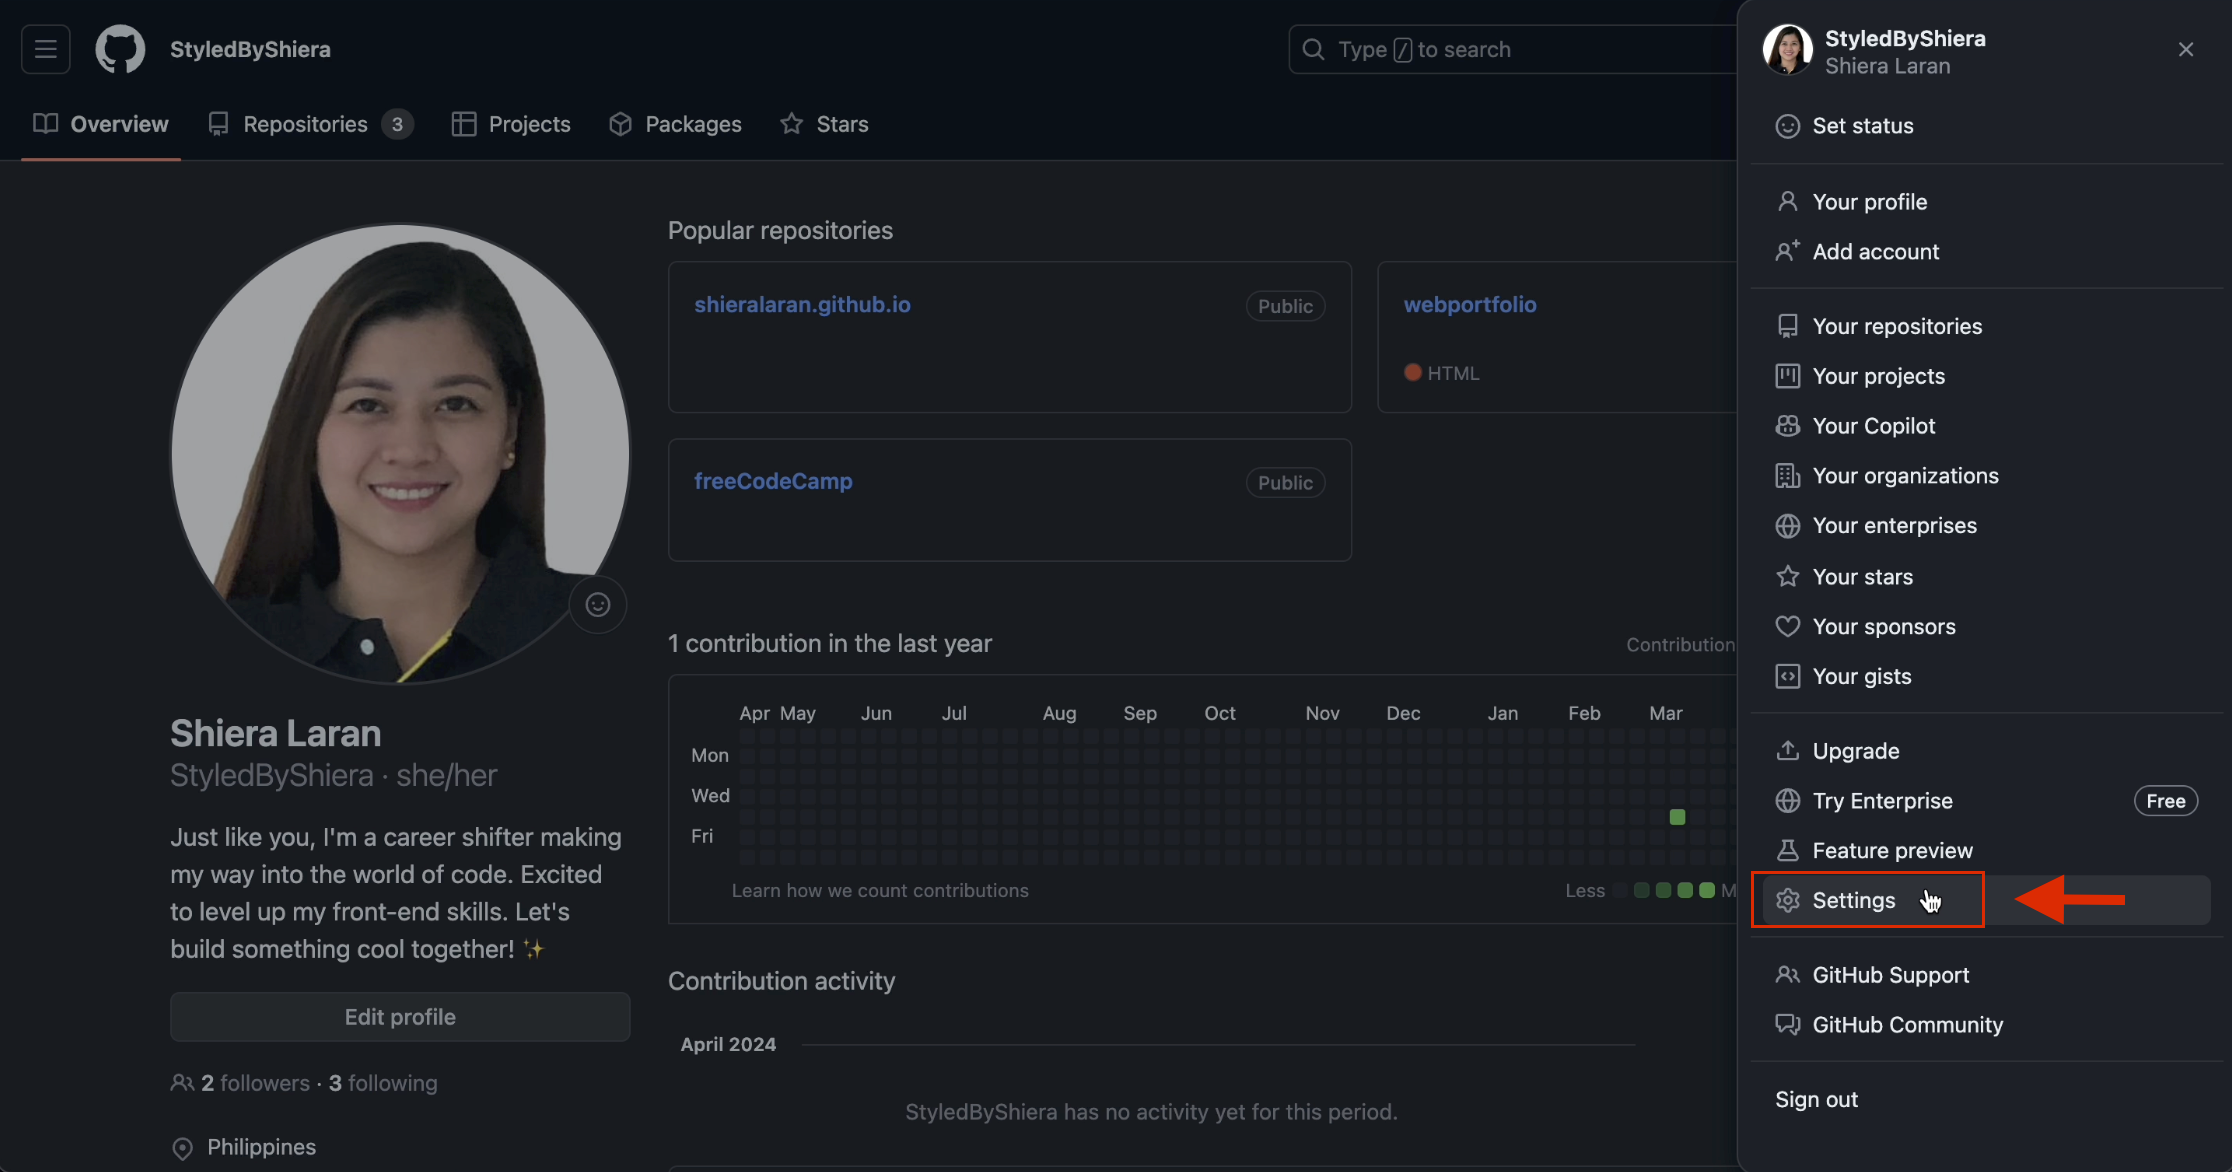 StyledByShiera
Type / to search
Overview
Repositories 3
Projects
Packages
Stars
Shiera Laran
StyledByShiera · she/her
Just like you, I'm a career shifter making
my way into the world of code. Excited
to level up my front-end skills. Let's
build something cool together! ✨
Edit profile
2 followers · 3 following
Philippines
Popular repositories
shieralaran.github.io
Public
webportfolio
HTML
freeCodeCamp
Public
1 contribution in the last year
Contribution
Apr May Jun Jul Aug Sep Oct Nov Dec Jan Feb Mar
Mon
Wed
Fri
Learn how we count contributions
Less
M
Contribution activity
April 2024
StyledByShiera has no activity yet for this period.
StyledByShiera
Shiera Laran
Set status
Your profile
Add account
Your repositories
Your projects
Your Copilot
Your organizations
Your enterprises
Your stars
Your sponsors
Your gists
Upgrade
Try Enterprise
Free
Feature preview
Settings
GitHub Support
GitHub Community
Sign out